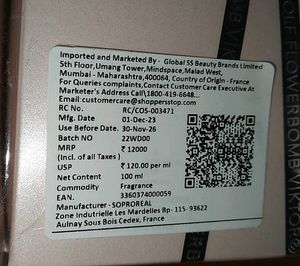 Imported and Marketed By - Global SS Beauty Brands Limited
5th Floor,Umang Tower,Mindspace,Malad West,
Mumbai - Maharashtra,400064, Country of Origin - France
For Queries complaints,Contact Customer Care Executive At
Marketer's Address Call,\1800-419-6648...
Email: customercare@shoppersstop.com
RC No. RC/COS-003471
Mfg. Date 01-Dec-23
Use Before Date 30-Nov-26
Batch NO 22WD00
MRP ₹ 12000
(Incl. of all Taxes )
USP ₹ 120.00 per ml
Net Content 100 ml
Commodity Fragrance
EAN. 3360374000059
Manufacturer - SOPROREAL
Zone Indutrielle Les Mardelles Bp- 115- 93622
Aulnay Sous Bois Cedex, France
OLF FLOWERBOMB VIKTOR&